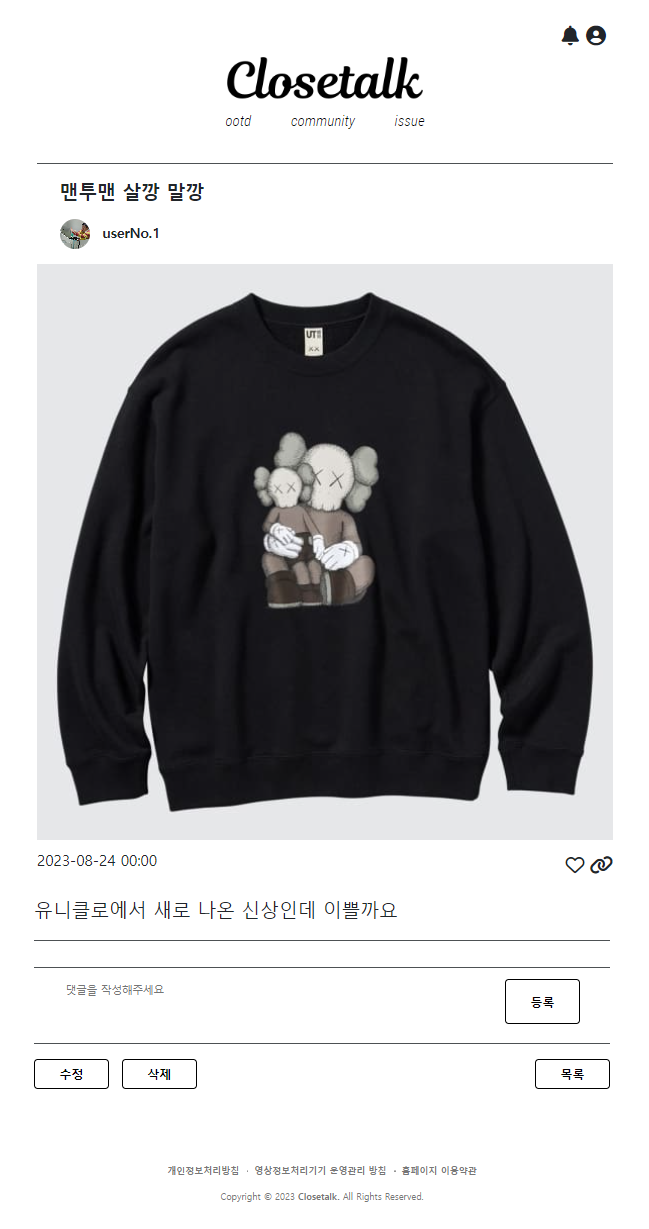 Closetalk
ootd community issue
맨투맨 살깡 말깡
userNo.1
UT
XX
2023-08-24 00:00
유니클로에서 새로 나온 신상인데 이쁠까요
댓글을 작성해주세요
등록
수정 삭제 목록
개인정보처리방침 · 영상정보처리기기 운영관리 방침 · 홈페이지 이용약관
Copyright © 2023 Closetalk. All Rights Reserved.